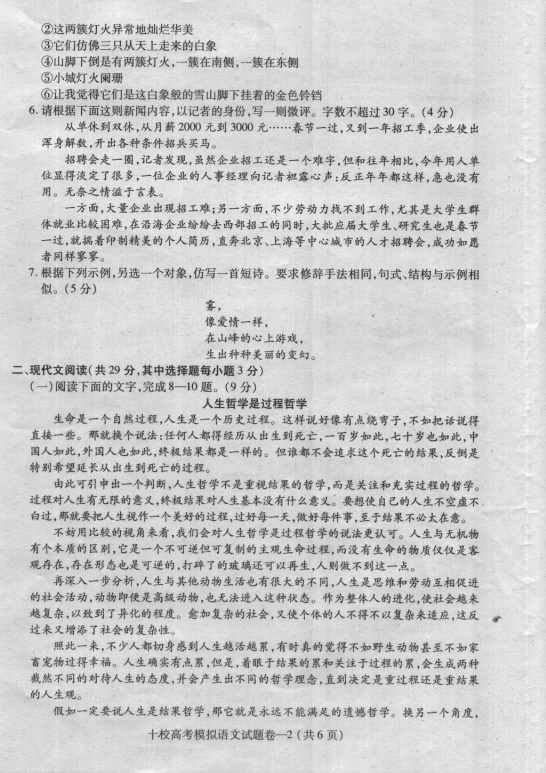 ②这两簇灯火异常地灿烂华美
③它们仿佛三只从天上走来的白象
④山脚下倒是有两簇灯火,一簇在南侧,一簇在东侧
⑤小城灯火阑珊
⑥让我觉得它们是这白象般的雪山脚下挂着的金色铃铛
6.请根据下面这则新闻内容,以记者的身份,写一则微评。字数不超过30字。(4分)
从单休到双休,从月薪2000元到3000元……春节一过,又到一年招工季,企业使出
浑身解数,开出各种条件招兵买马。
招聘会走一圈,记者发现,虽然企业招工还是一个难字,但和往年相比,今年用人单
位显得淡定了很多,一位企业的人事经理向记者袒露心声:反正年年都这样,急也没有
用。无奈之情溢于言表。
一方面,大量企业出现招工难;另一方面,不少劳动力找不到工作,尤其是大学生群
体就业比较困难,在沿海企业纷纷去西部招工的同时,大批应届大学生、研究生也是春节
一过,就揣着印制精美的个人简历,直奔北京、上海等中心城市的人才招聘会,成功如愿
者同样寥寥。
7.根据下列示例,另选一个对象,仿写一首短诗。要求修辞手法相同,句式、结构与示例相
似。(5分)
雾,
像爱情一样,
在山峰的心上游戏,
生出种种美丽的变幻。
二、现代文阅读(共29分,其中选择题每小题3分)
(一)阅读下面的文字,完成8—10题。(9分)
人生哲学是过程哲学
生命是一个自然过程,人生是一个历史过程。这样说好像有点绕弯子,不如把话说得
直接一些。那就换个说法:任何人都得经历从出生到死亡,一百岁如此,七十岁也如此,中
国人如此,外国人也如此,终极结果都是一样的。但谁都不会追求这个死亡的结果,反倒是
特别希望延长从出生到死亡的过程。
由此可引申出一个判断,人生哲学不是重视结果的哲学,而是关注和充实过程的哲学。
过程对人生有无限的意义,终极结果对人生基本没有什么意义。要想使自己的人生不空虚不
白过,那就要把人生视作一个美好的过程,过好每一天,做好每件事,至于结果不必太在意。
不妨用比较的视角来看,我们会对人生哲学是过程哲学的说法更认可。人生与无机物
有个本质的区别,它是一个不可逆但可复制的主观生命过程,而没有生命的物质仅仅是客
观存在,存在形态也是可逆的,打碎了的玻璃还可以再生,人则做不到这一点。
再深入一步分析,人生与其他动物生活也有很大的不同,人生是思维和劳动互相促进
的社会活动,动物即便是高级动物,也无法进入这种状态。作为整体人的进化,使社会越来
越复杂,以致到了异化的程度。愈加复杂的社会,又使个体的人不得不以复杂来适应,这反
过来又增添了社会的复杂性。
照此一来,不少人都切身感到人生越活越累,有时真的觉得不如野生动物甚至不如家
畜宠物过得幸福。人生确实有点累,但是,着眼于结果的累和关注于过程的累,会生成两种
截然不同的对待人生的态度,并会产生出不同的哲学理念,直到决定是重过程还是重结果
的人生观。
假如一定要说人生是结果哲学,那它就是永远不能满足的遗憾哲学。换另一个角度,
十校高考模拟语文试题卷—2(共6页)